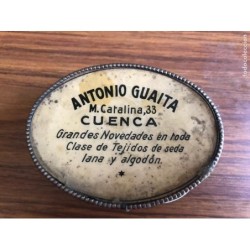 ANTONIO GUAITA
M. Catalina, 33
CUENCA
Grandes Novedades en toda
Clase de Tejidos de seda
lana y algodón.
*